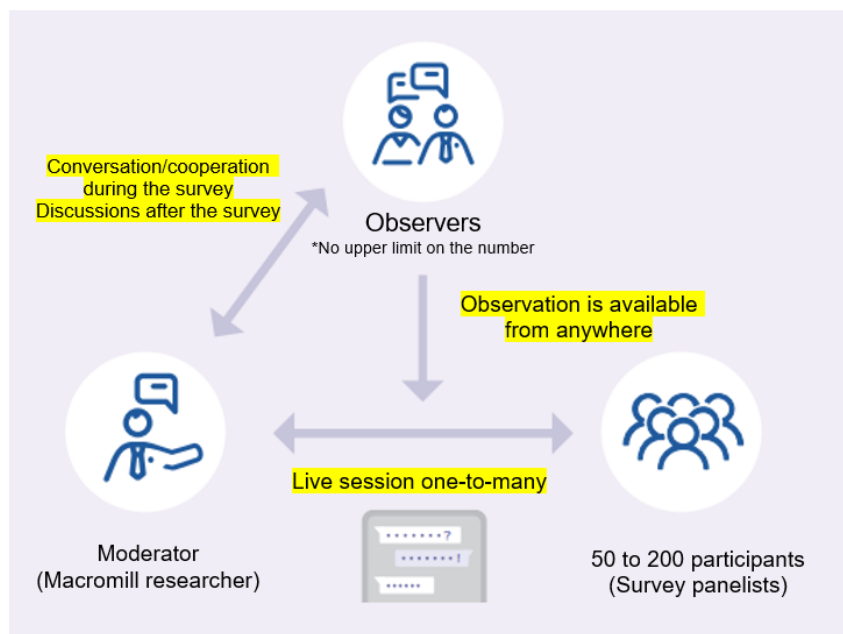 Conversation/cooperation
during the survey
Discussions after the survey
Observers
*No upper limit on the number
Observation is available
from anywhere
Live session one-to-many
.......?
.......!
......
Moderator
(Macromill researcher)
50 to 200 participants
(Survey panelists)